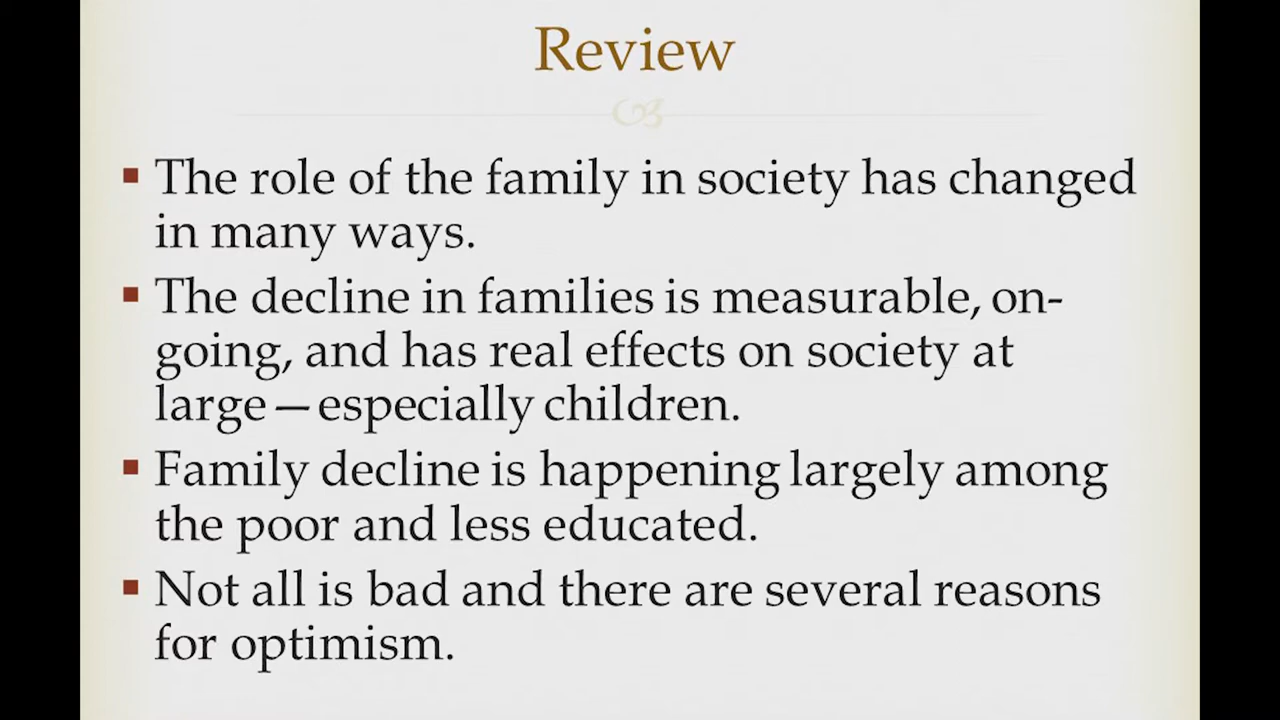 Review
▪ The role of the family in society has changed
in many ways.
▪ The decline in families is measurable, on-
going, and has real effects on society at
large—especially children.
▪ Family decline is happening largely among
the poor and less educated.
▪ Not all is bad and there are several reasons
for optimism.